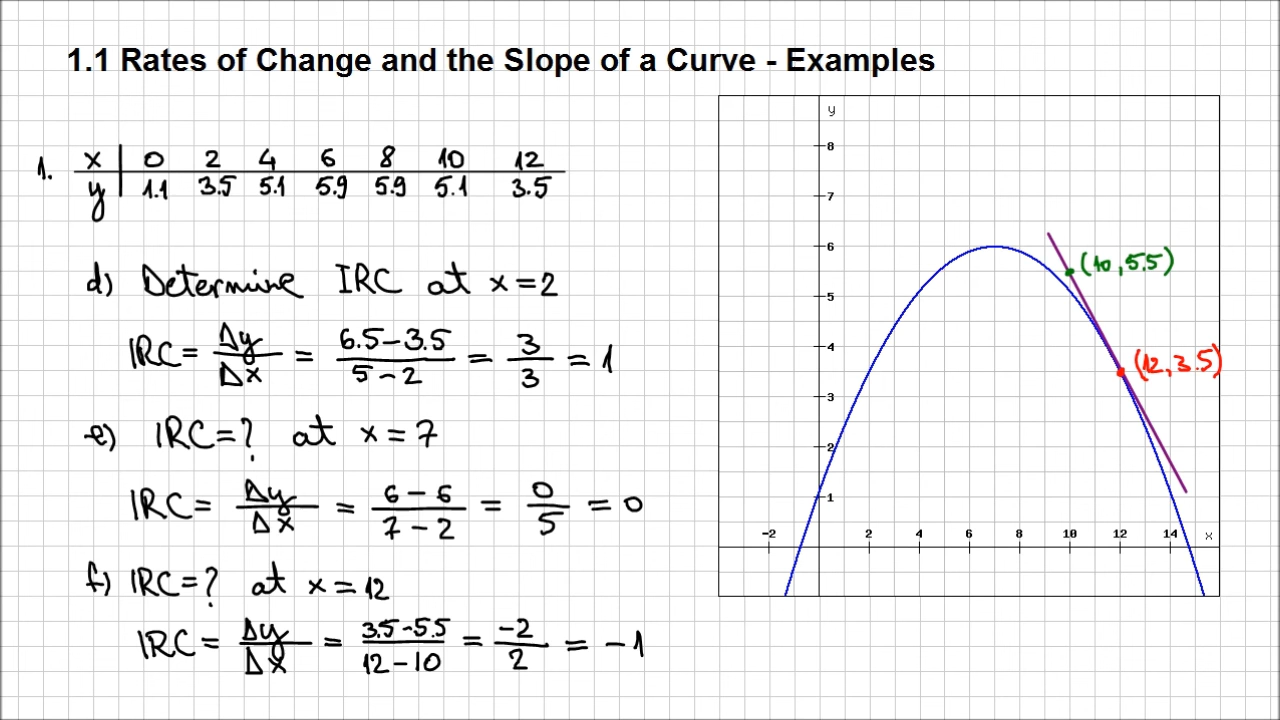 1.1 Rates of Change and the Slope of a Curve - Examples
1. x | 0 2 4 6 8 10 12
y | 1.1 3.5 5.1 5.9 5.9 5.1 3.5
d) Determine IRC at x=2
IRC = Δy/Δx = (6.5-3.5)/(5-2) = 3/3 = 1
e) IRC=? at x=7
IRC = Δy/Δx = (6-6)/(7-2) = 0/5 = 0
f) IRC=? at x=12
IRC = Δy/Δx = (3.5-5.5)/(12-10) = -2/2 = -1
y
8
7
6
(10,5.5)
5
4
(12,3.5)
3
2
1
-2 2 4 6 8 10 12 14 x